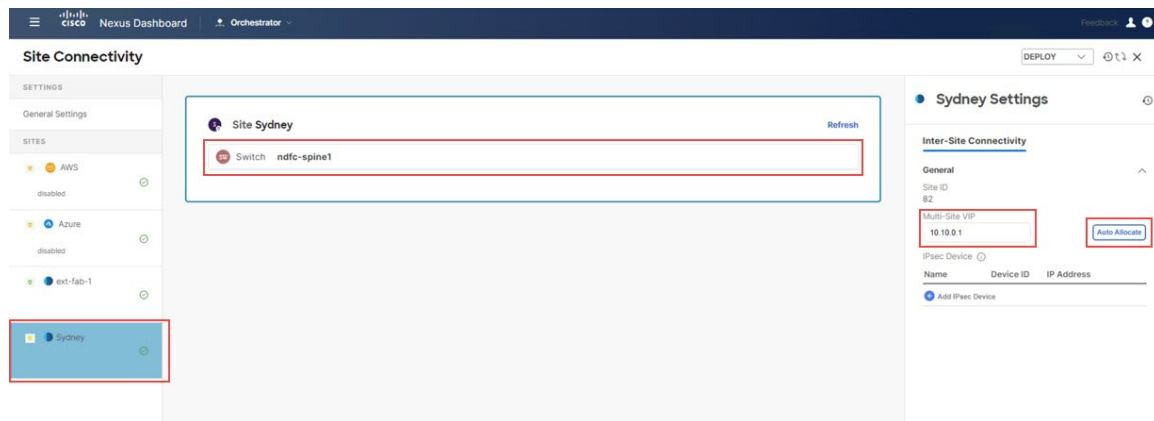 cisco Nexus Dashboard Orchestrator Feedback
Site Connectivity DEPLOY
SETTINGS
General Settings
SITES
AWS
disabled
Azure
disabled
ext-fab-1
Sydney
Site Sydney Refresh
Switch ndfc-spine1
Sydney Settings
Inter-Site Connectivity
General
Site ID
82
Multi-Site VIP
10.10.0.1 Auto Allocate
IPsec Device
Name Device ID IP Address
Add IPsec Device